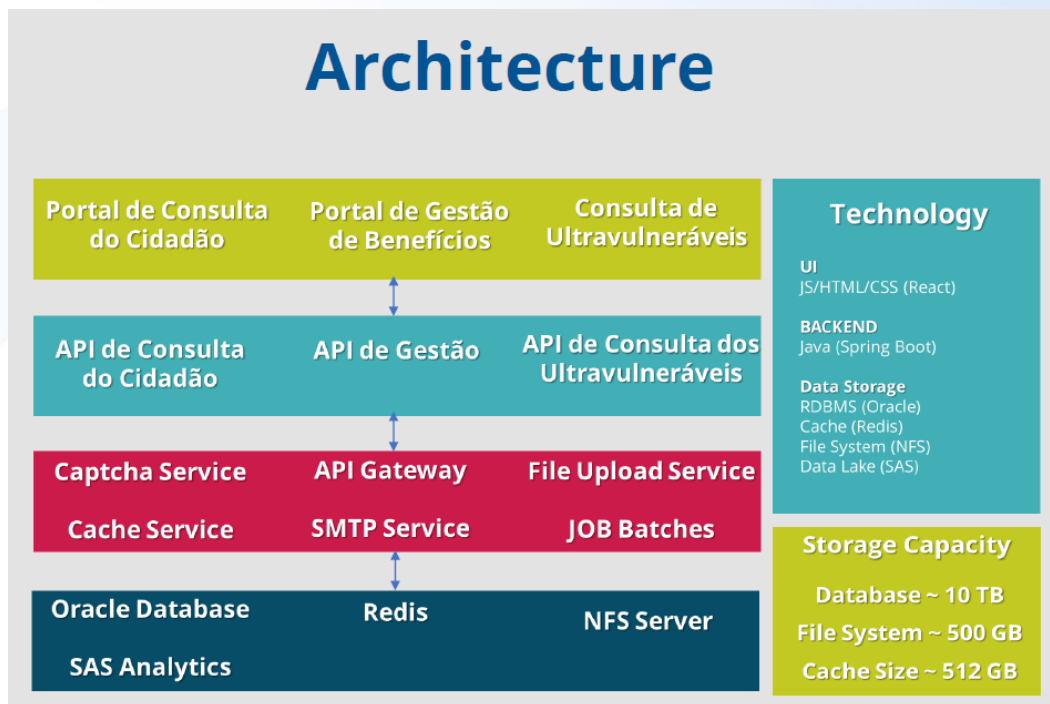 Architecture
Portal de Consulta
do Cidadão
Portal de Gestão
de Benefícios
Consulta de
Ultravulneráveis
API de Consulta
do Cidadão
API de Gestão
API de Consulta dos
Ultravulneráveis
Captcha Service
API Gateway
File Upload Service
Cache Service
SMTP Service
JOB Batches
Oracle Database
Redis
NFS Server
SAS Analytics
Technology
UI
JS/HTML/CSS (React)
BACKEND
Java (Spring Boot)
Data Storage
RDBMS (Oracle)
Cache (Redis)
File System (NFS)
Data Lake (SAS)
Storage Capacity
Database ~ 10 TB
File System ~ 500 GB
Cache Size ~ 512 GB